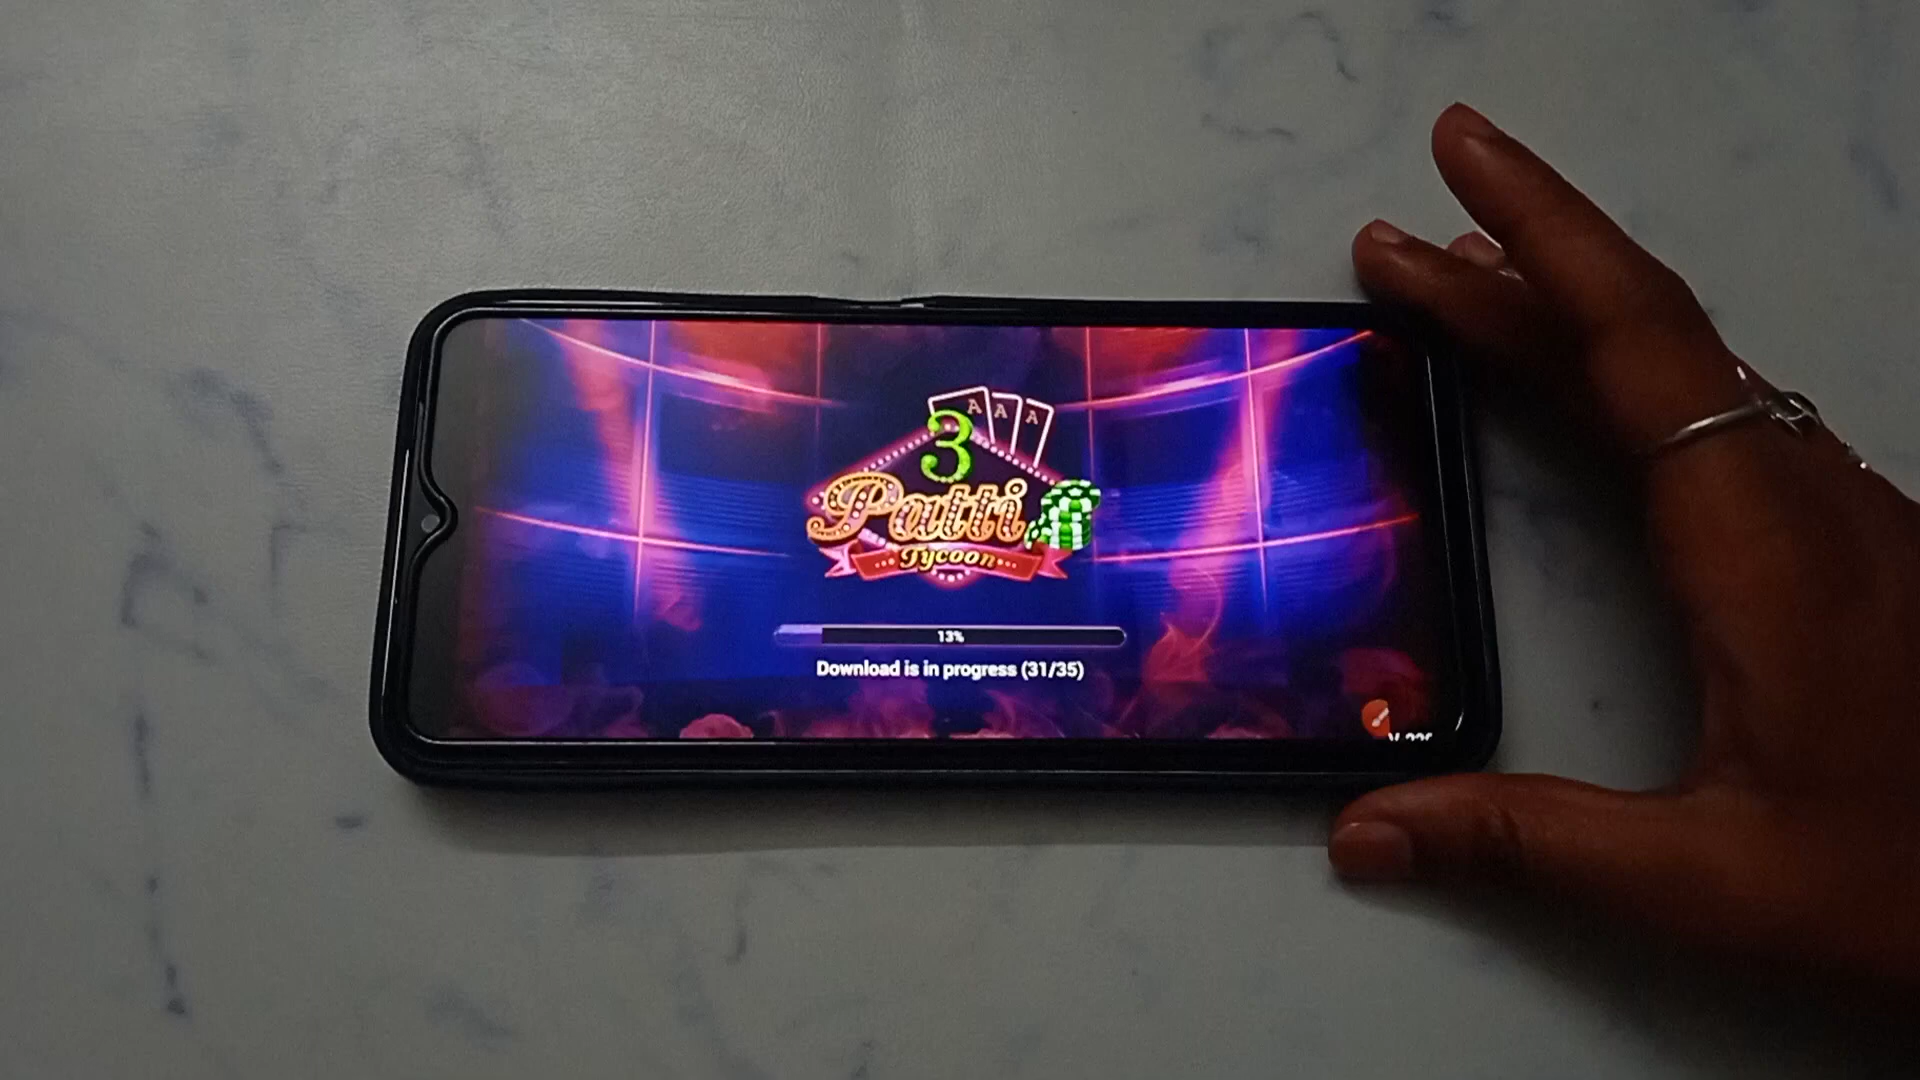 A A A
3
Patti
Tycoon
13%
Download is in progress (31/35)